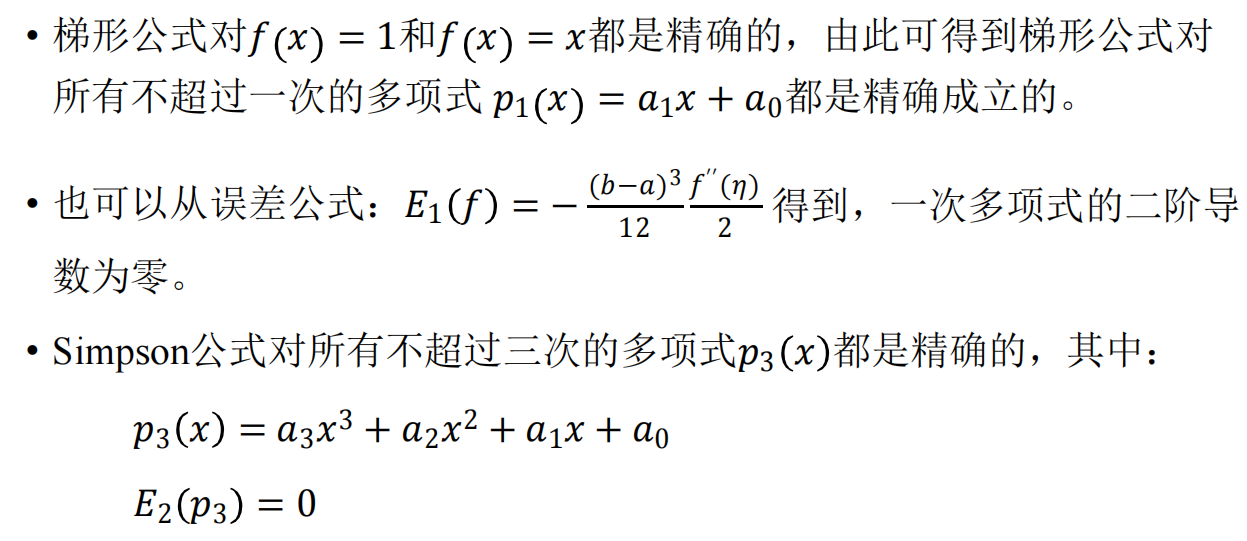 • 梯形公式对f(x) = 1和f(x) = x都是精确的，由此可得到梯形公式对
所有不超过一次的多项式 p₁(x) = a₁x + a₀都是精确成立的。
• 也可以从误差公式：E₁(f) = −\frac{(b−a)³}{12}\frac{f″(η)}{2} 得到，一次多项式的二阶导
数为零。
• Simpson公式对所有不超过三次的多项式p₃(x)都是精确的，其中：
p₃(x) = a₃x³ + a₂x² + a₁x + a₀
E₂(p₃) = 0